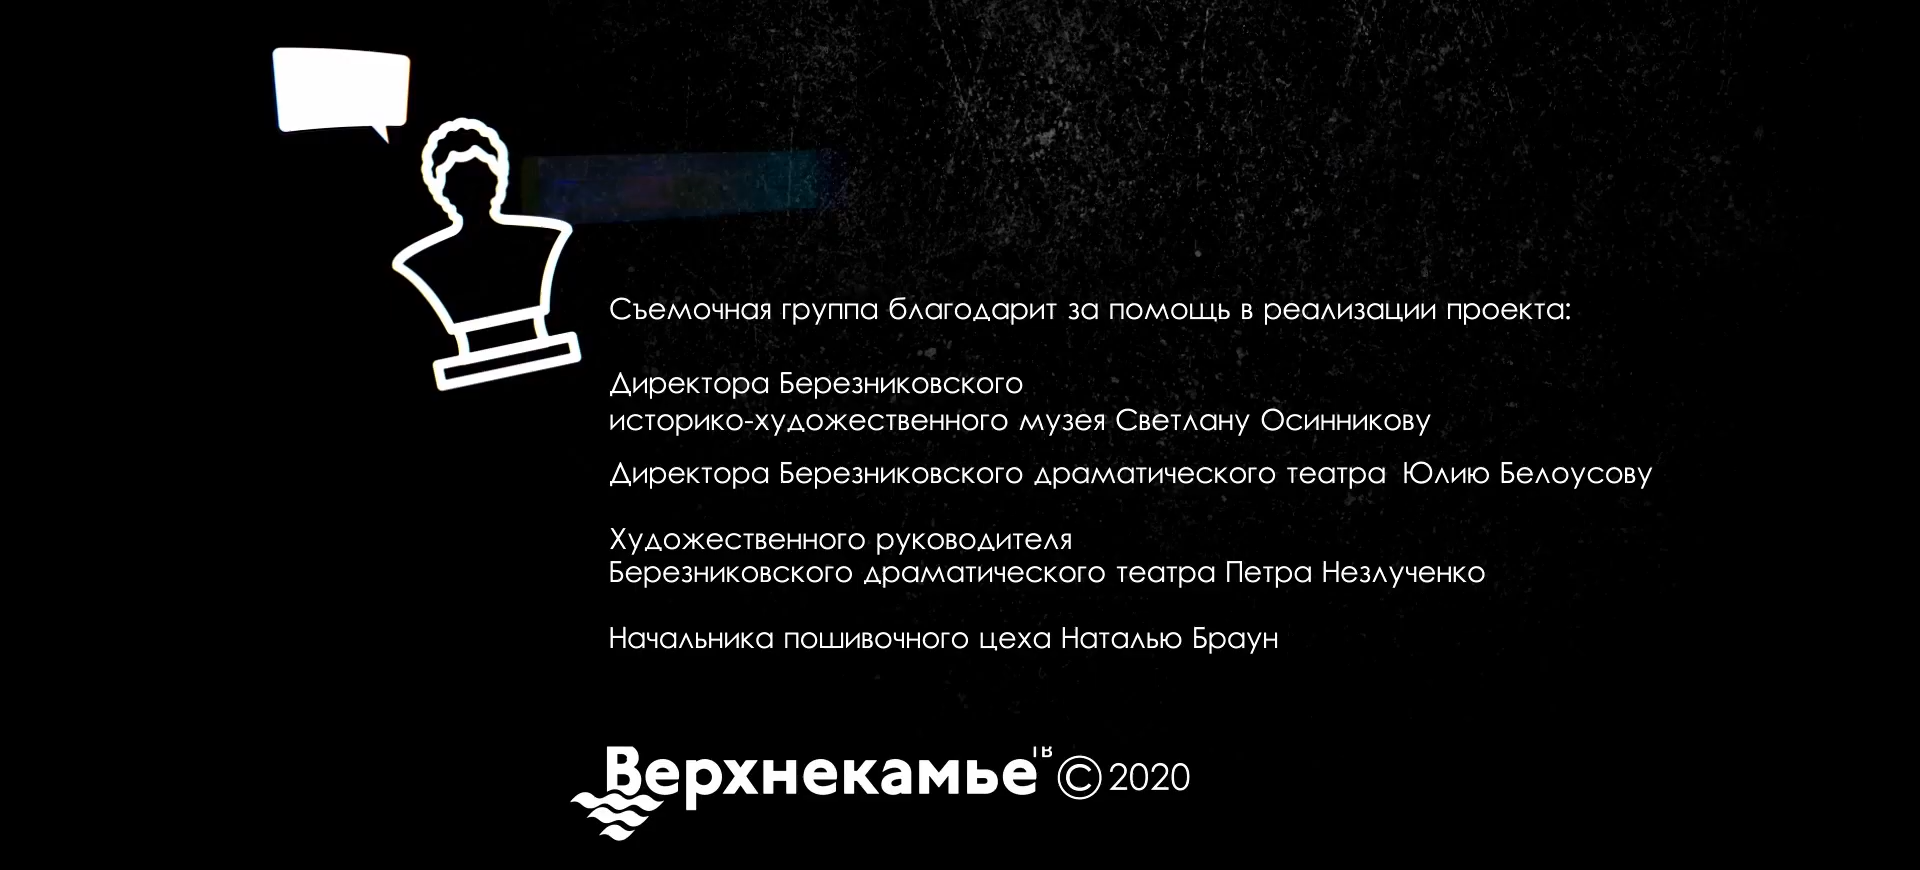 Съемочная группа благодарит за помощь в реализации проекта:
Директора Березниковского
историко-художественного музея Светлану Осинникову
Директора Березниковского драматического театра Юлию Белоусову
Художественного руководителя
Березниковского драматического театра Петра Незлученко
Начальника пошивочного цеха Наталью Браун
Верхнекамье ТВ © 2020